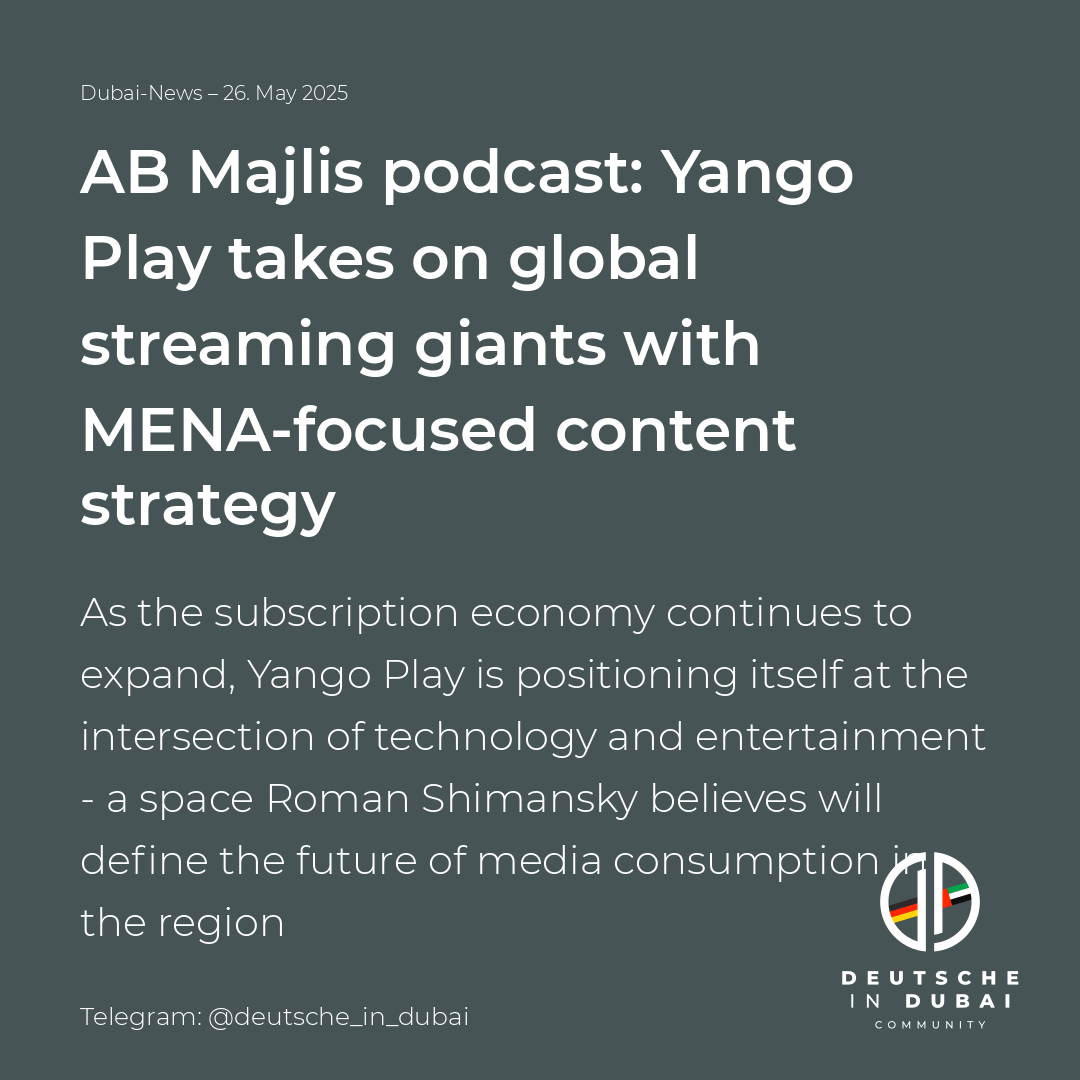 Dubai-News – 26. May 2025
AB Majlis podcast: Yango
Play takes on global
streaming giants with
MENA-focused content
strategy
As the subscription economy continues to
expand, Yango Play is positioning itself at the
intersection of technology and entertainment
- a space Roman Shimansky believes will
define the future of media consumption in
the region
Telegram: @deutsche_in_dubai
DEUTSCHE
IN DUBAI
COMMUNITY